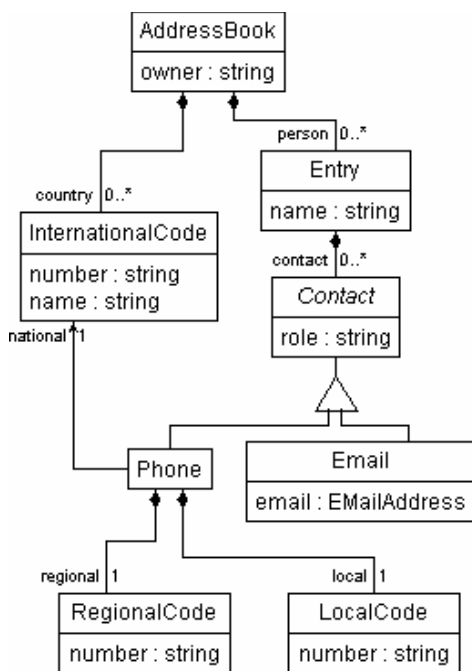 AddressBook
owner : string
person 0..*
country 0..*
Entry
name : string
InternationalCode
number : string
name : string
contact 0..*
Contact
role : string
national 1
Phone
Email
email : EMailAddress
regional 1
local 1
RegionalCode
number : string
LocalCode
number : string